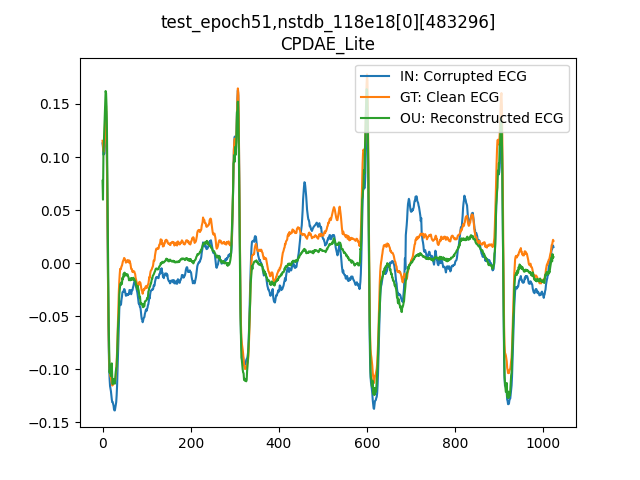 test_epoch51,nstdb_118e18[0][483296]
CPDAE_Lite
IN: Corrupted ECG
GT: Clean ECG
OU: Reconstructed ECG
0.15
0.10
0.05
0.00
−0.05
−0.10
−0.15
0 200 400 600 800 1000